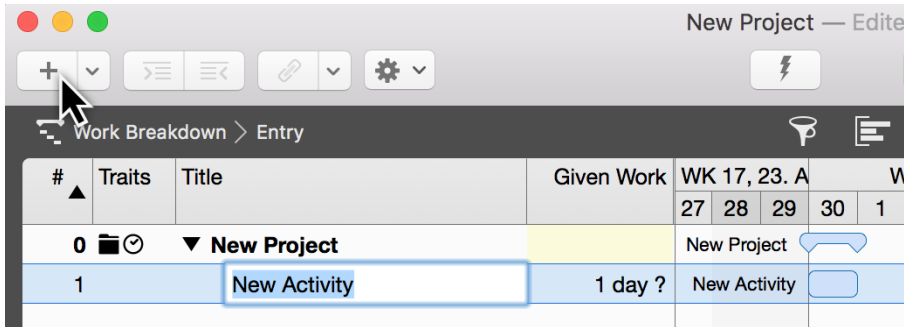 New Project — Edite
Work Breakdown > Entry
# Traits Title Given Work WK 17, 23. A W
27 28 29 30 1
0 New Project New Project
1 New Activity 1 day ? New Activity